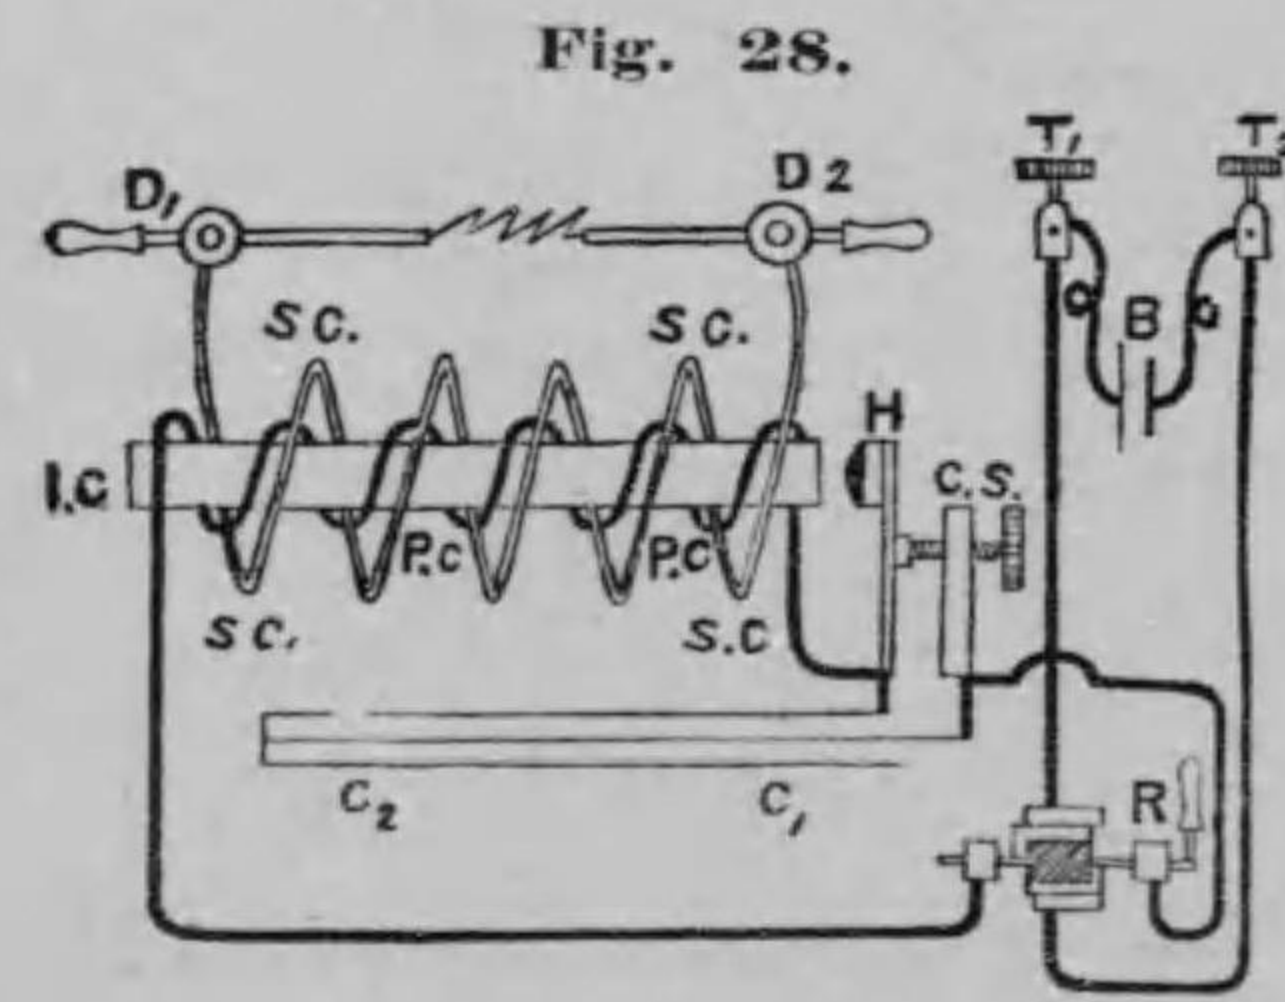 Fig. 28.
T₁ T₂
D₁ D2
S C. S C.
B
H
I.C C.S.
P.C P.C
S C. S.C
C₂ C₁ R